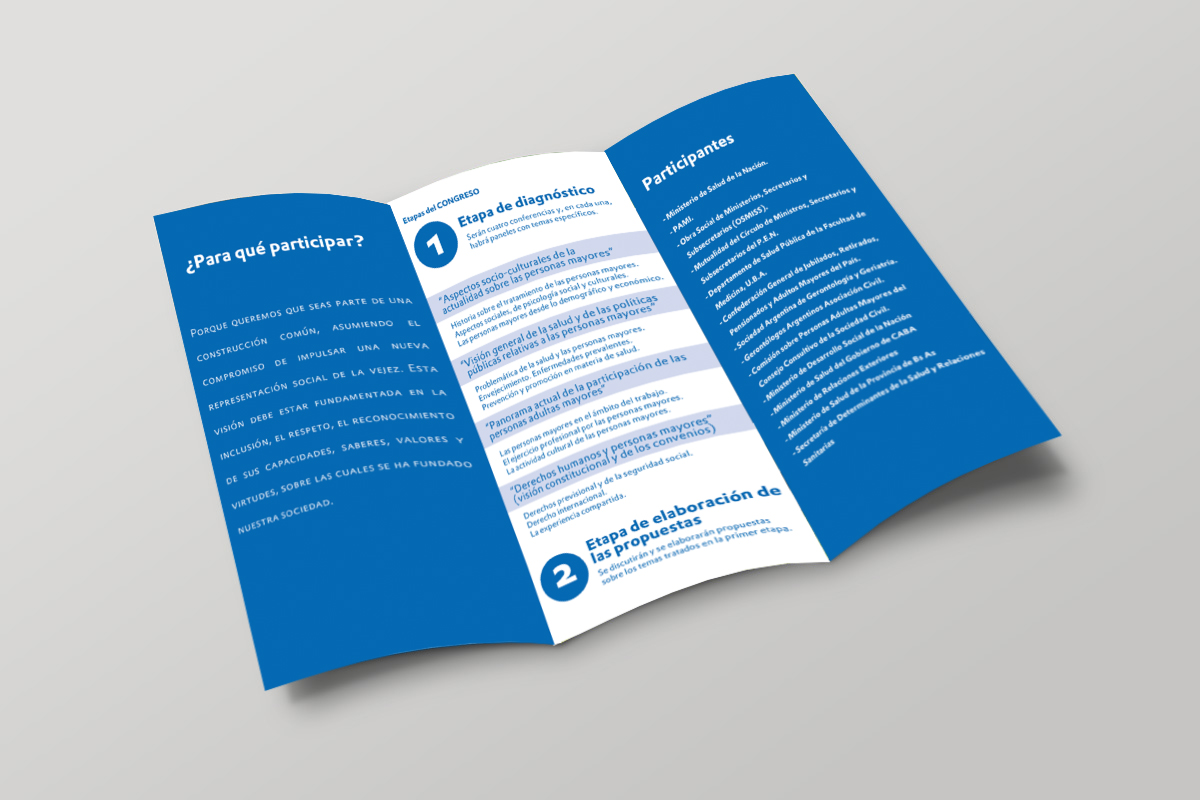 ¿Para qué participar?
Porque queremos que seas parte de una
construcción común, asumiendo el
compromiso de impulsar una nueva
representación social de la vejez. Esta
visión debe estar fundamentada en la
inclusión, el respeto, el reconocimiento
de sus capacidades, saberes, valores y
virtudes, sobre las cuales se ha fundado
nuestra sociedad.
Etapas del CONGRESO
1
Etapa de diagnóstico
Serán cuatro conferencias y, en cada una,
habrá paneles con temas específicos.
"Aspectos socio-culturales de la
actualidad sobre las personas mayores"
Historia sobre el tratamiento de las personas mayores.
Aspectos sociales, de psicología social y culturales.
Las personas mayores desde lo demográfico y económico.
"Visión general de la salud y de las políticas
públicas relativas a las personas mayores"
Problemática de la salud y las personas mayores.
Envejecimiento. Enfermedades prevalentes.
Prevención y promoción en materia de salud.
"Panorama actual de la participación de las
personas adultas mayores"
Las personas mayores en el ámbito del trabajo.
El ejercicio profesional por las personas mayores.
La actividad cultural de las personas mayores.
"Derechos humanos y personas mayores"
(visión constitucional y de los convenios)
Derechos previsional y de la seguridad social.
Derecho internacional.
La experiencia compartida.
2
Etapa de elaboración de
las propuestas
Se discutirán y se elaborarán propuestas
sobre los temas tratados en la primer etapa.
Participantes
- Ministerio de Salud de la Nación.
- PAMI.
- Obra Social de Ministerios, Secretarios y
Subsecretarios (OSMISS).
- Mutualidad del Círculo de Ministros, Secretarios y
Subsecretarios del P.E.N.
- Departamento de Salud Pública de la Facultad de
Medicina, U.B.A.
- Confederación General de Jubilados, Retirados,
Pensionados y Adultos Mayores del País.
- Sociedad Argentina de Gerontología y Geriatría.
- Gerontólogos Argentinos Asociación Civil.
- Comisión sobre Personas Adultas Mayores del
Consejo Consultivo de la Sociedad Civil.
- Ministerio de Desarrollo Social de la Nación
- Ministerio de Salud del Gobierno de CABA
- Ministerio de Relaciones Exteriores
- Ministerio de Salud de la Provincia de Bs As
- Secretaría de Determinantes de la Salud y Relaciones
Sanitarias